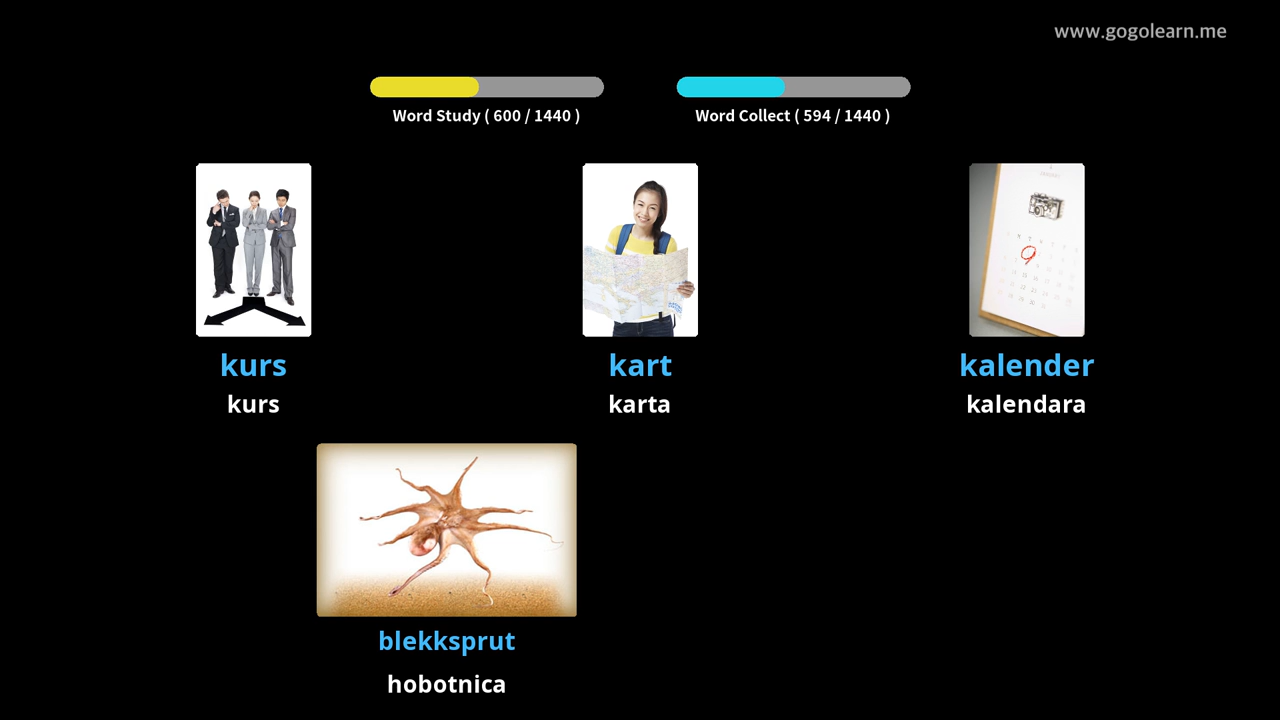 www.gogolearn.me
Word Study ( 600 / 1440 )
Word Collect ( 594 / 1440 )
kurs
kurs
kart
karta
kalender
kalendara
blekksprut
hobotnica